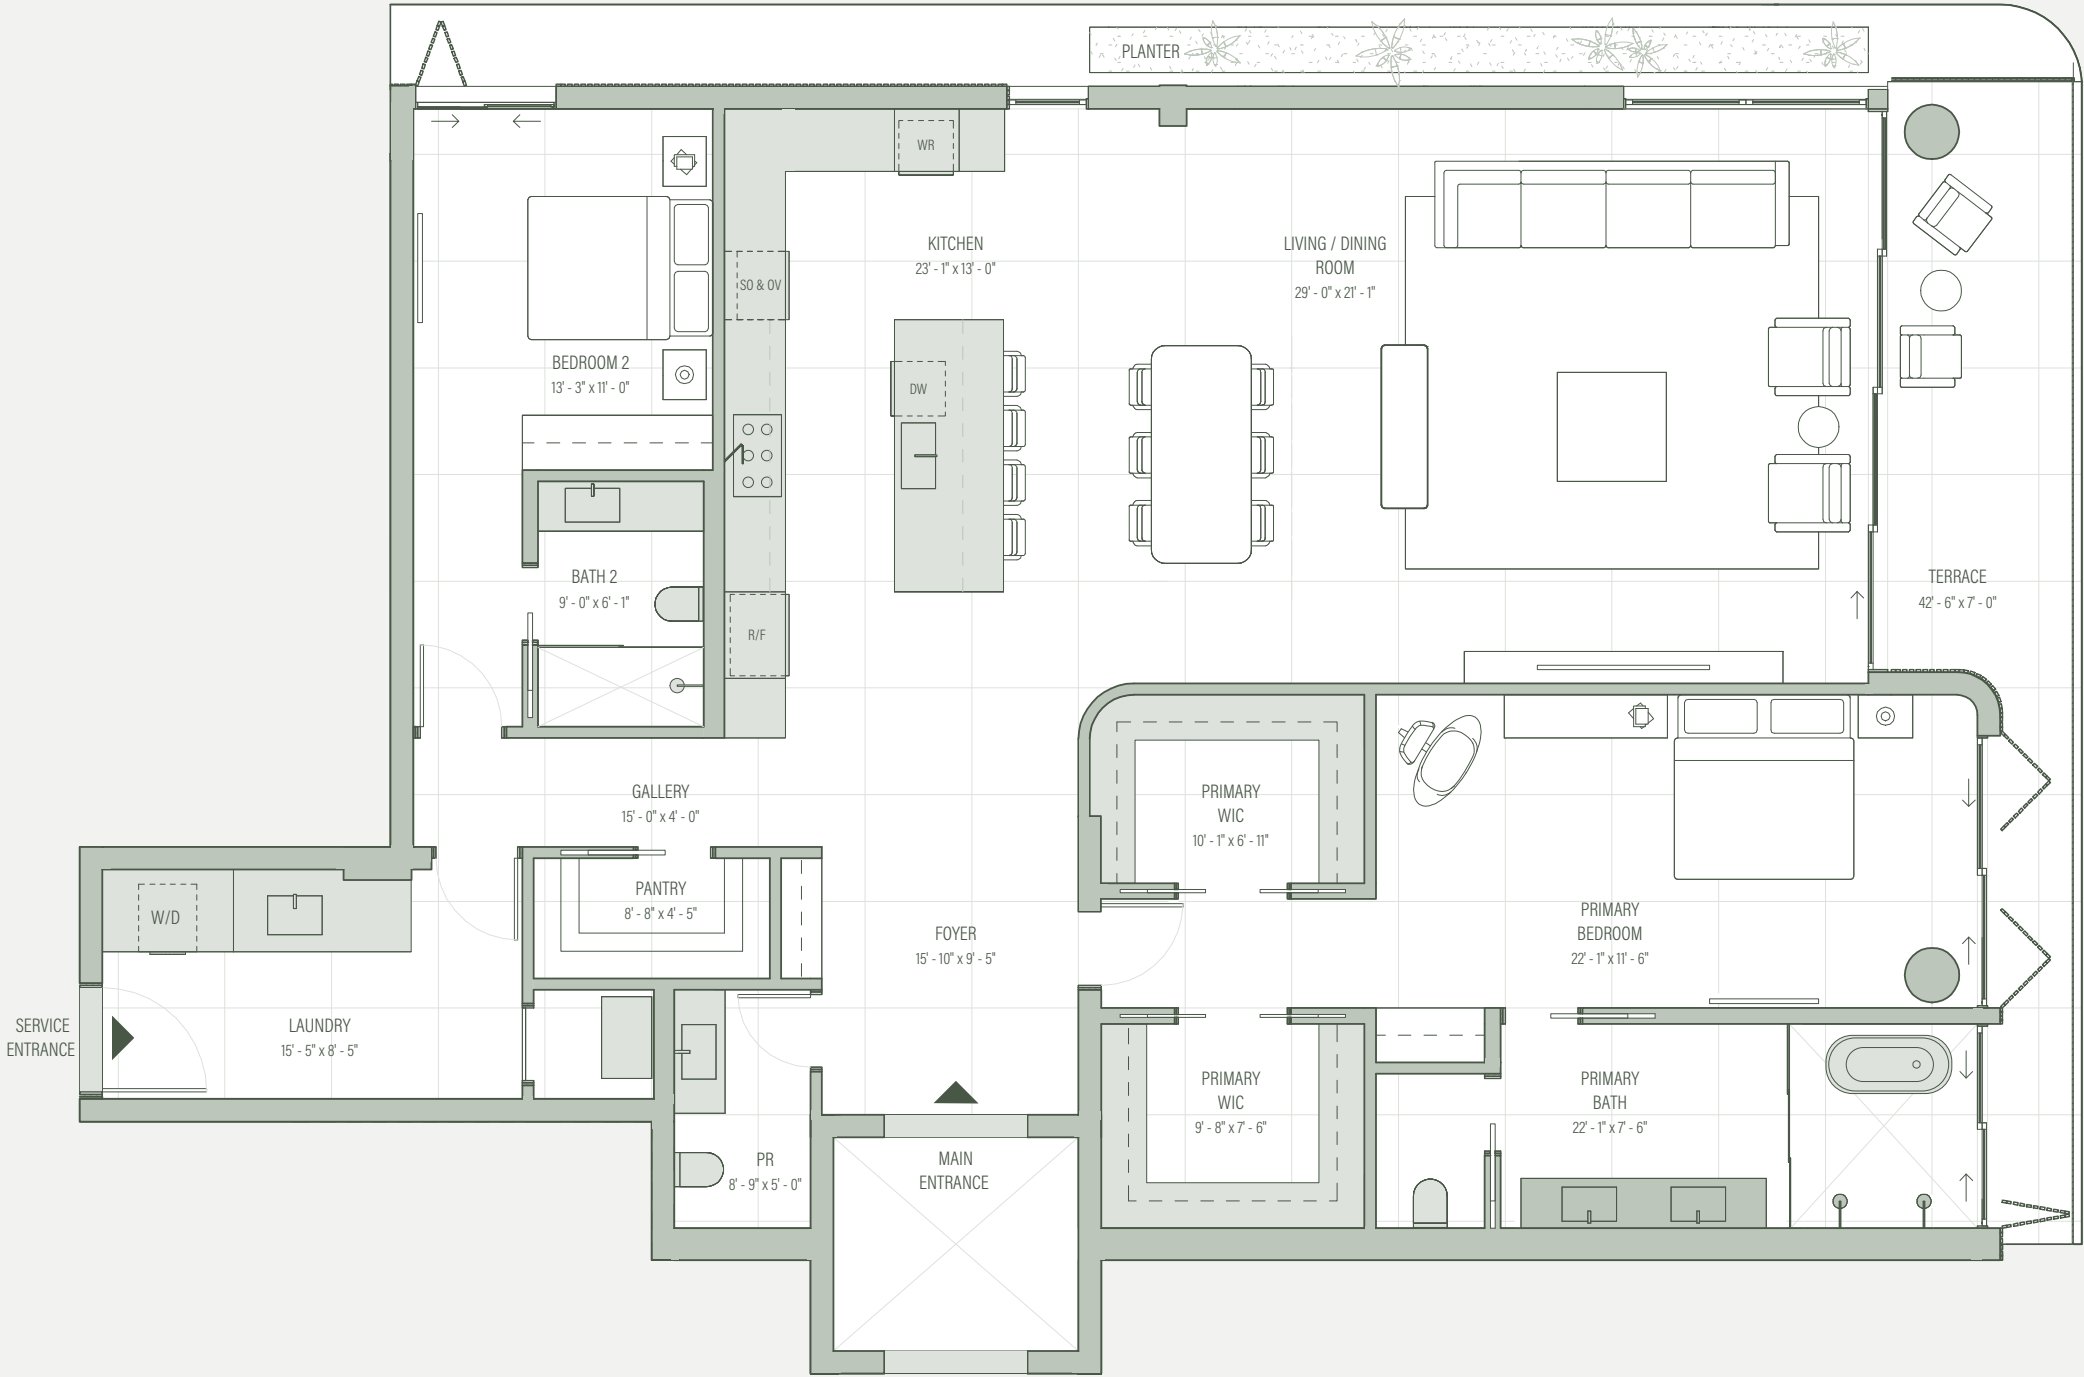 PLANTER
WR
KITCHEN
23' - 1" x 13' - 0"
LIVING / DINING
ROOM
29' - 0" x 21' - 1"
SO & OV
BEDROOM 2
13' - 3" x 11' - 0"
DW
BATH 2
9' - 0" x 6' - 1"
TERRACE
42' - 6" x 7' - 0"
R/F
GALLERY
15' - 0" x 4' - 0"
PRIMARY
WIC
10' - 1" x 6' - 11"
PANTRY
8' - 8" x 4' - 5"
W/D
FOYER
15' - 10" x 9' - 5"
PRIMARY
BEDROOM
22' - 1" x 11' - 6"
SERVICE
ENTRANCE
LAUNDRY
15' - 5" x 8' - 5"
PRIMARY
WIC
9' - 8" x 7' - 6"
PRIMARY
BATH
22' - 1" x 7' - 6"
PR
8' - 9" x 5' - 0"
MAIN
ENTRANCE